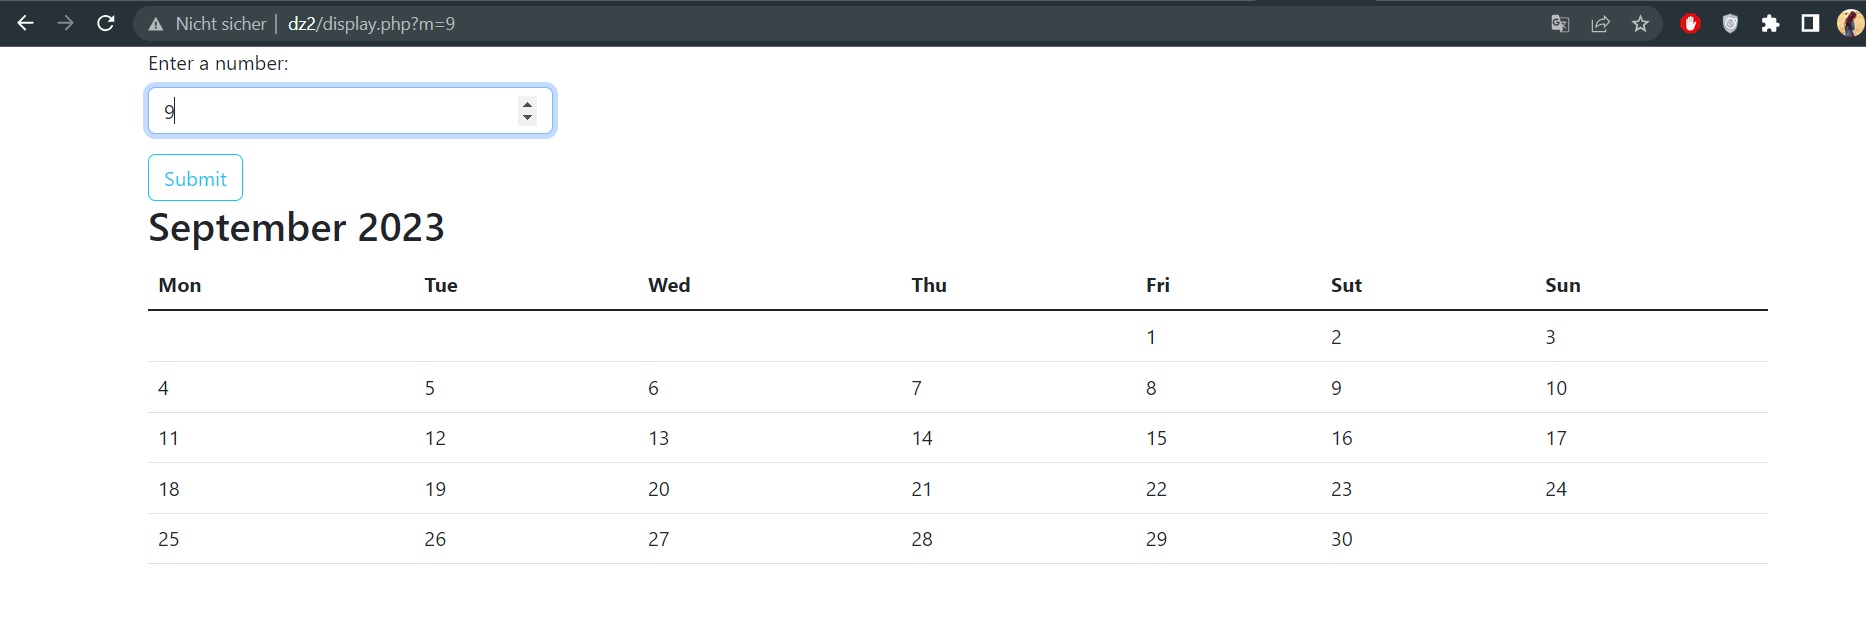 Nicht sicher | dz2/display.php?m=9
Enter a number:
9
Submit
September 2023
Mon Tue Wed Thu Fri Sut Sun
1 2 3
4 5 6 7 8 9 10
11 12 13 14 15 16 17
18 19 20 21 22 23 24
25 26 27 28 29 30